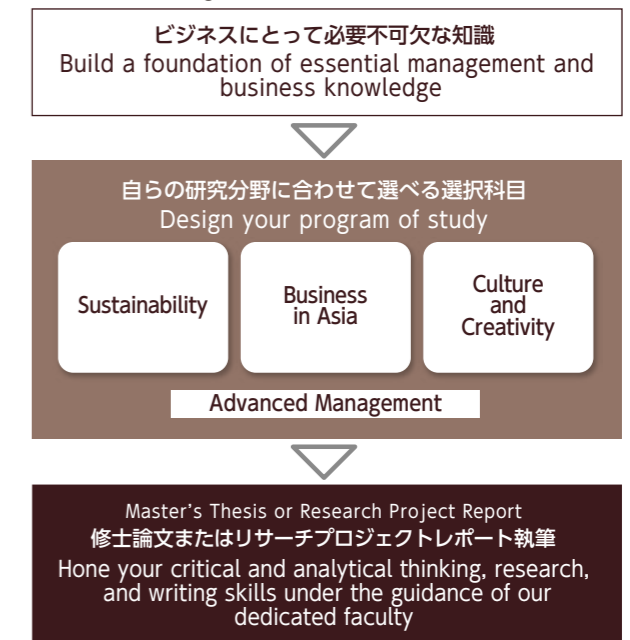 ビジネスにとって必要不可欠な知識
Build a foundation of essential management and
business knowledge
自らの研究分野に合わせて選べる選択科目
Design your program of study
Sustainability
Business
in Asia
Culture
and
Creativity
Advanced Management
Master's Thesis or Research Project Report
修士論文またはリサーチプロジェクトレポート執筆
Hone your critical and analytical thinking, research,
and writing skills under the guidance of our
dedicated faculty